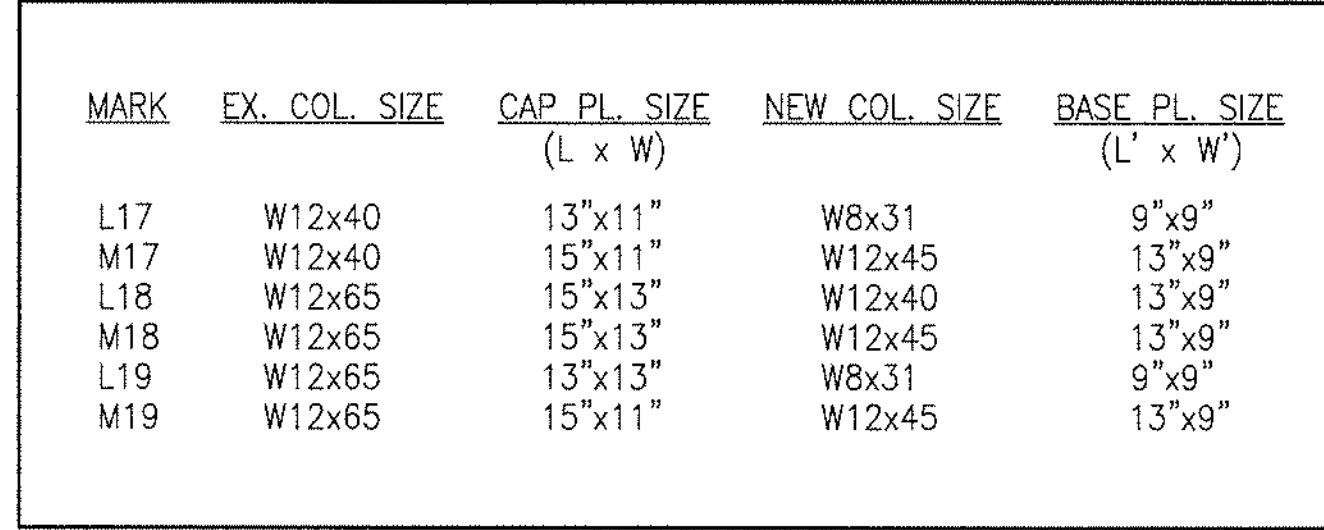 MARK EX. COL. SIZE CAP PL. SIZE NEW COL. SIZE BASE PL. SIZE
(L x W) (L' x W')
L17 W12x40 13"x11" W8x31 9"x9"
M17 W12x40 15"x11" W12x45 13"x9"
L18 W12x65 15"x13" W12x40 13"x9"
M18 W12x65 15"x13" W12x45 13"x9"
L19 W12x65 13"x13" W8x31 9"x9"
M19 W12x65 15"x11" W12x45 13"x9"